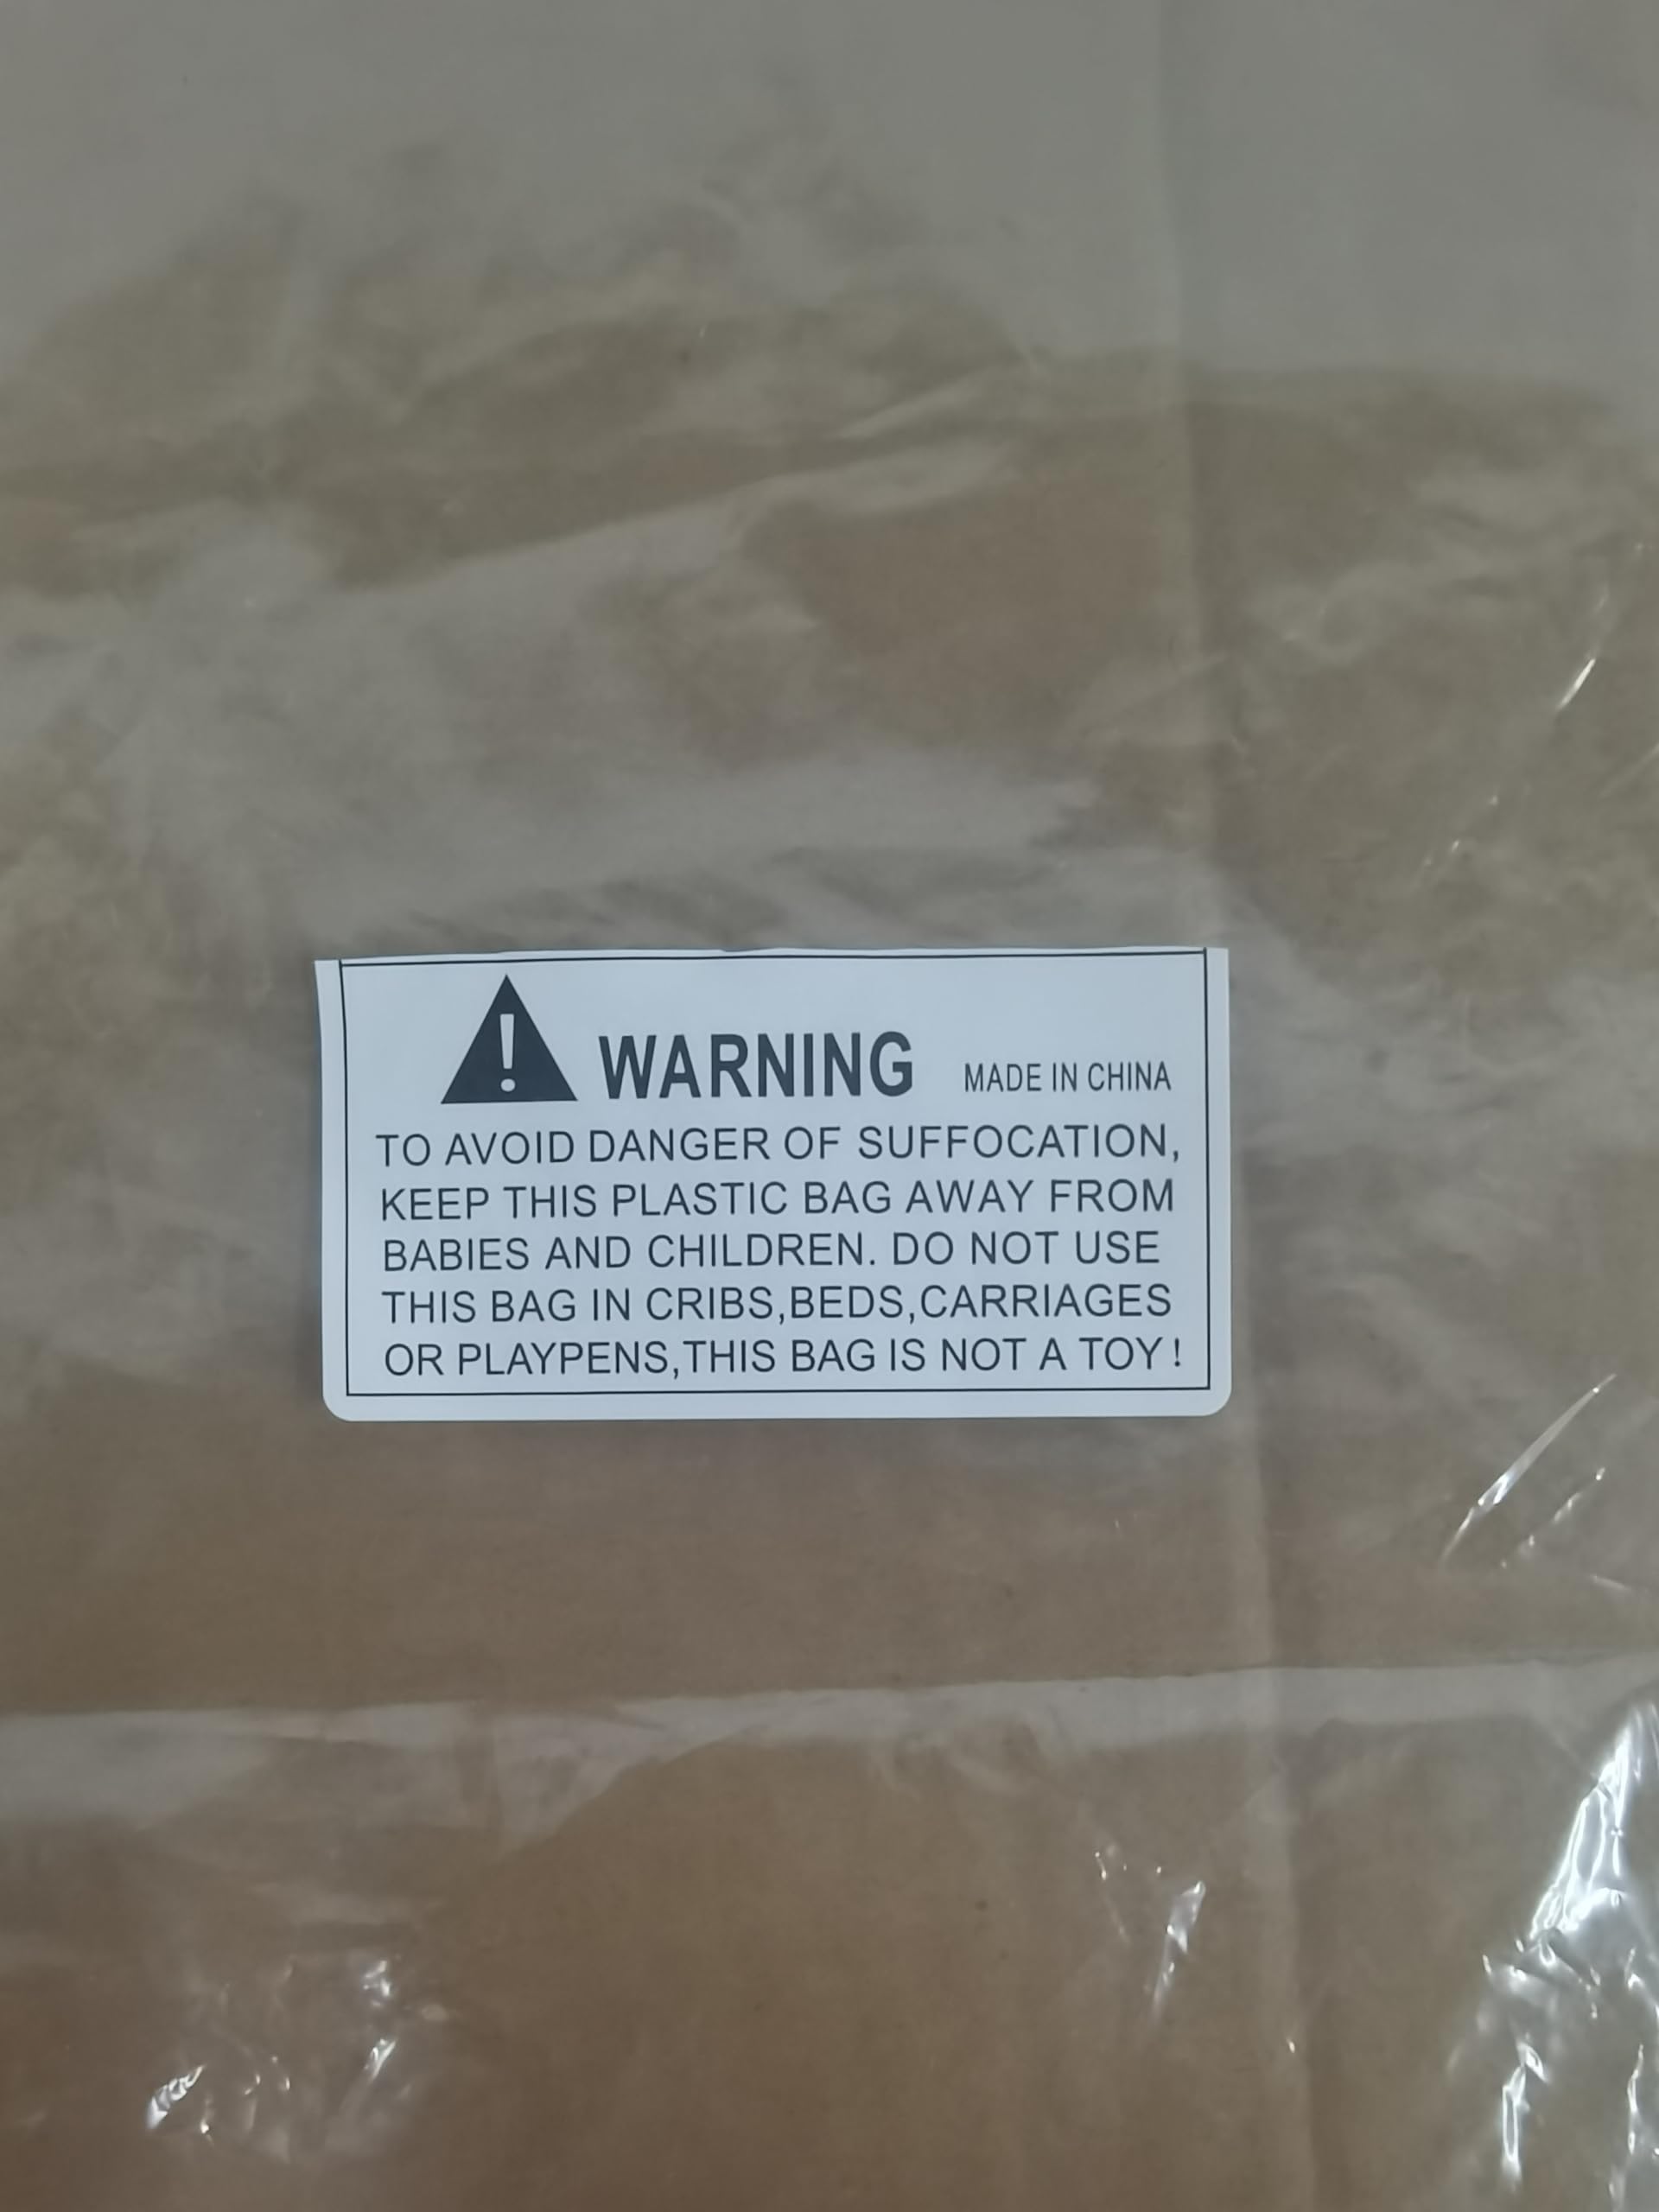 WARNING MADE IN CHINA
TO AVOID DANGER OF SUFFOCATION,
KEEP THIS PLASTIC BAG AWAY FROM
BABIES AND CHILDREN. DO NOT USE
THIS BAG IN CRIBS,BEDS,CARRIAGES
OR PLAYPENS,THIS BAG IS NOT A TOY!